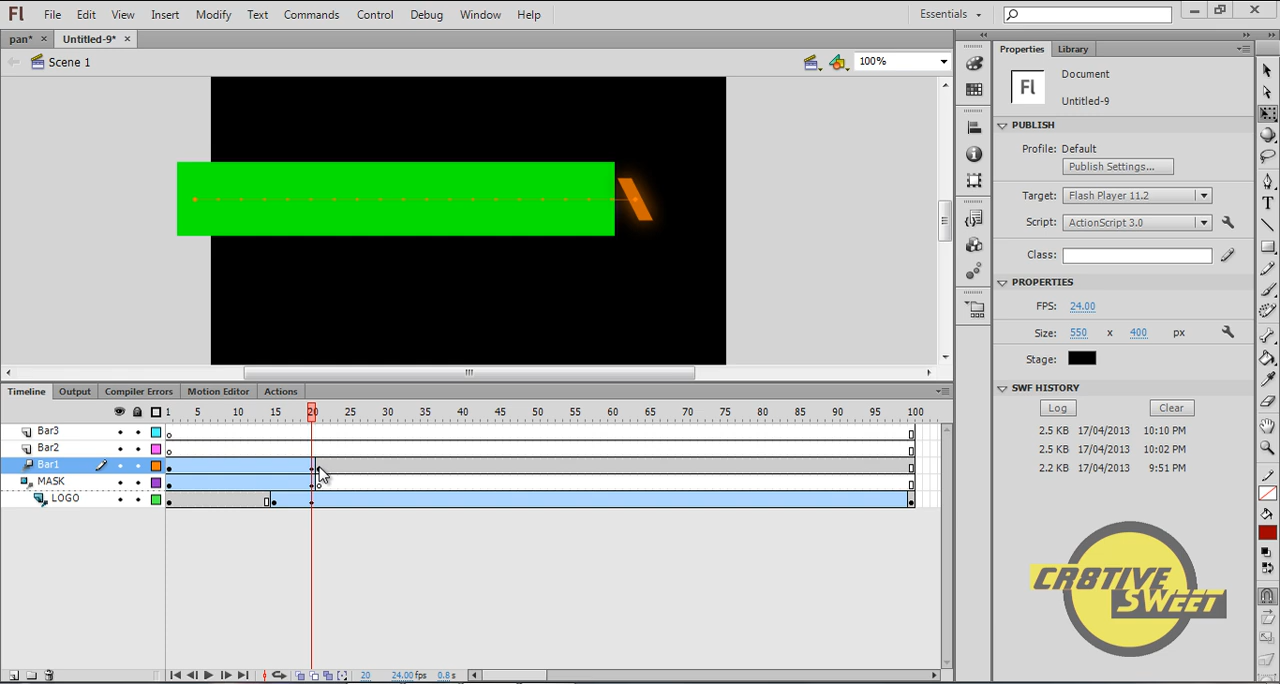 Fl File Edit View Insert Modify Text Commands Control Debug Window Help Essentials
pan* × Untitled-9* ×
Scene 1 100%
Properties Library
Fl Document
Untitled-9
PUBLISH
Profile: Default
Publish Settings...
Target: Flash Player 11.2
Script: ActionScript 3.0
Class:
PROPERTIES
FPS: 24.00
Size: 550 x 400 px
Stage:
SWF HISTORY
Log Clear
2.5 KB 17/04/2013 10:10 PM
2.5 KB 17/04/2013 10:02 PM
2.2 KB 17/04/2013 9:51 PM
Timeline Output Compiler Errors Motion Editor Actions
1 5 10 15 20 25 30 35 40 45 50 55 60 65 70 75 80 85 90 95 100
Bar3
Bar2
Bar1
MASK
LOGO
CR8TIVE
SWEET
20 24.00 fps 0.8 s